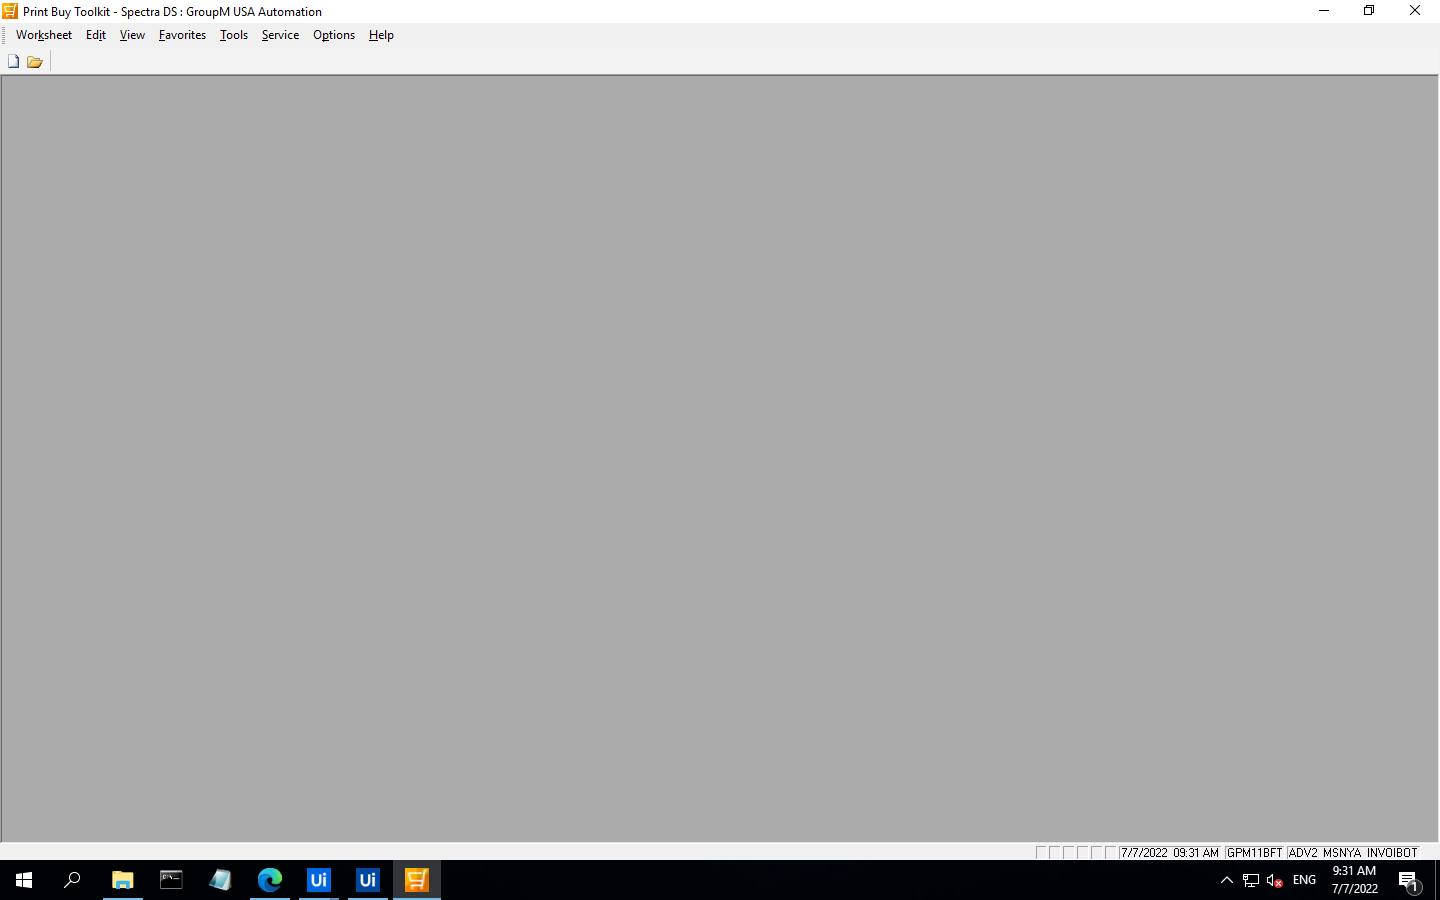 Print Buy Toolkit - Spectra DS : GroupM USA Automation
Worksheet Edit View Favorites Tools Service Options Help
7/7/2022 09:31 AM GPM11BFT ADV2 MSNYA INVOIBOT
Ui Ui ENG 9:31 AM
7/7/2022 1